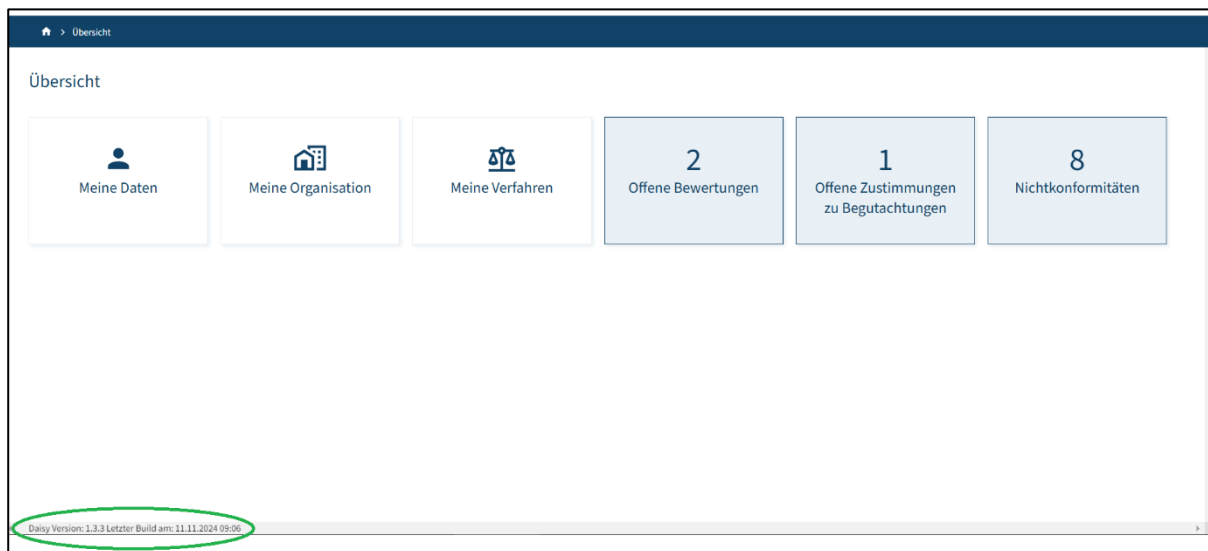 > Übersicht
Übersicht
Meine Daten
Meine Organisation
Meine Verfahren
2
Offene Bewertungen
1
Offene Zustimmungen
zu Begutachtungen
8
Nichtkonformitäten
Daisy Version: 1.3.3 Letzter Build am: 11.11.2024 09:06